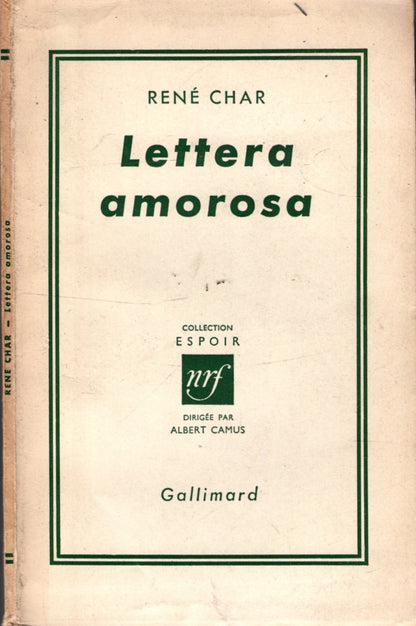 RENÉ CHAR
Lettera
amorosa
COLLECTION
ESPOIR
nrf
DIRIGÉE PAR
ALBERT CAMUS
Gallimard
RENÉ CHAR — Lettera amorosa